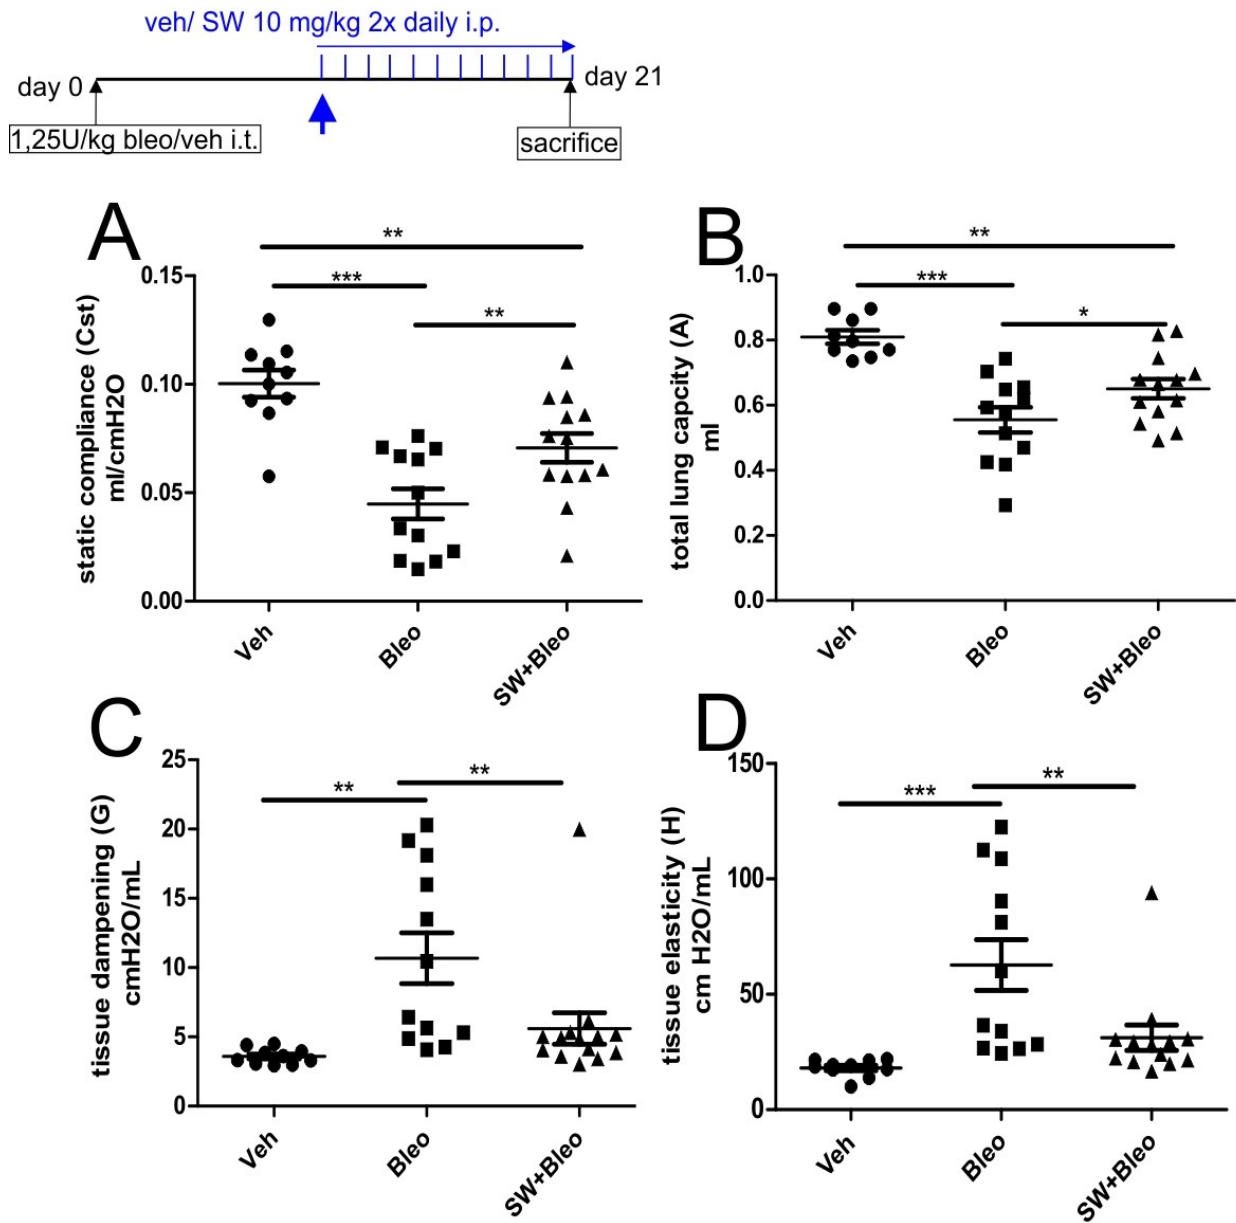 veh/ SW 10 mg/kg 2x daily i.p.
day 0
day 21
1,25U/kg bleo/veh i.t.
sacrifice
A
**
***
**
static compliance (Cst)
ml/cmH2O
0.15
0.10
0.05
0.00
Veh
Bleo
SW+Bleo
B
**
***
*
total lung capcity (A)
ml
1.0
0.8
0.6
0.4
0.2
0.0
Veh
Bleo
SW+Bleo
C
**
**
tissue dampening (G)
cmH2O/mL
25
20
15
10
5
0
Veh
Bleo
SW+Bleo
D
***
**
tissue elasticity (H)
cm H2O/mL
150
100
50
0
Veh
Bleo
SW+Bleo